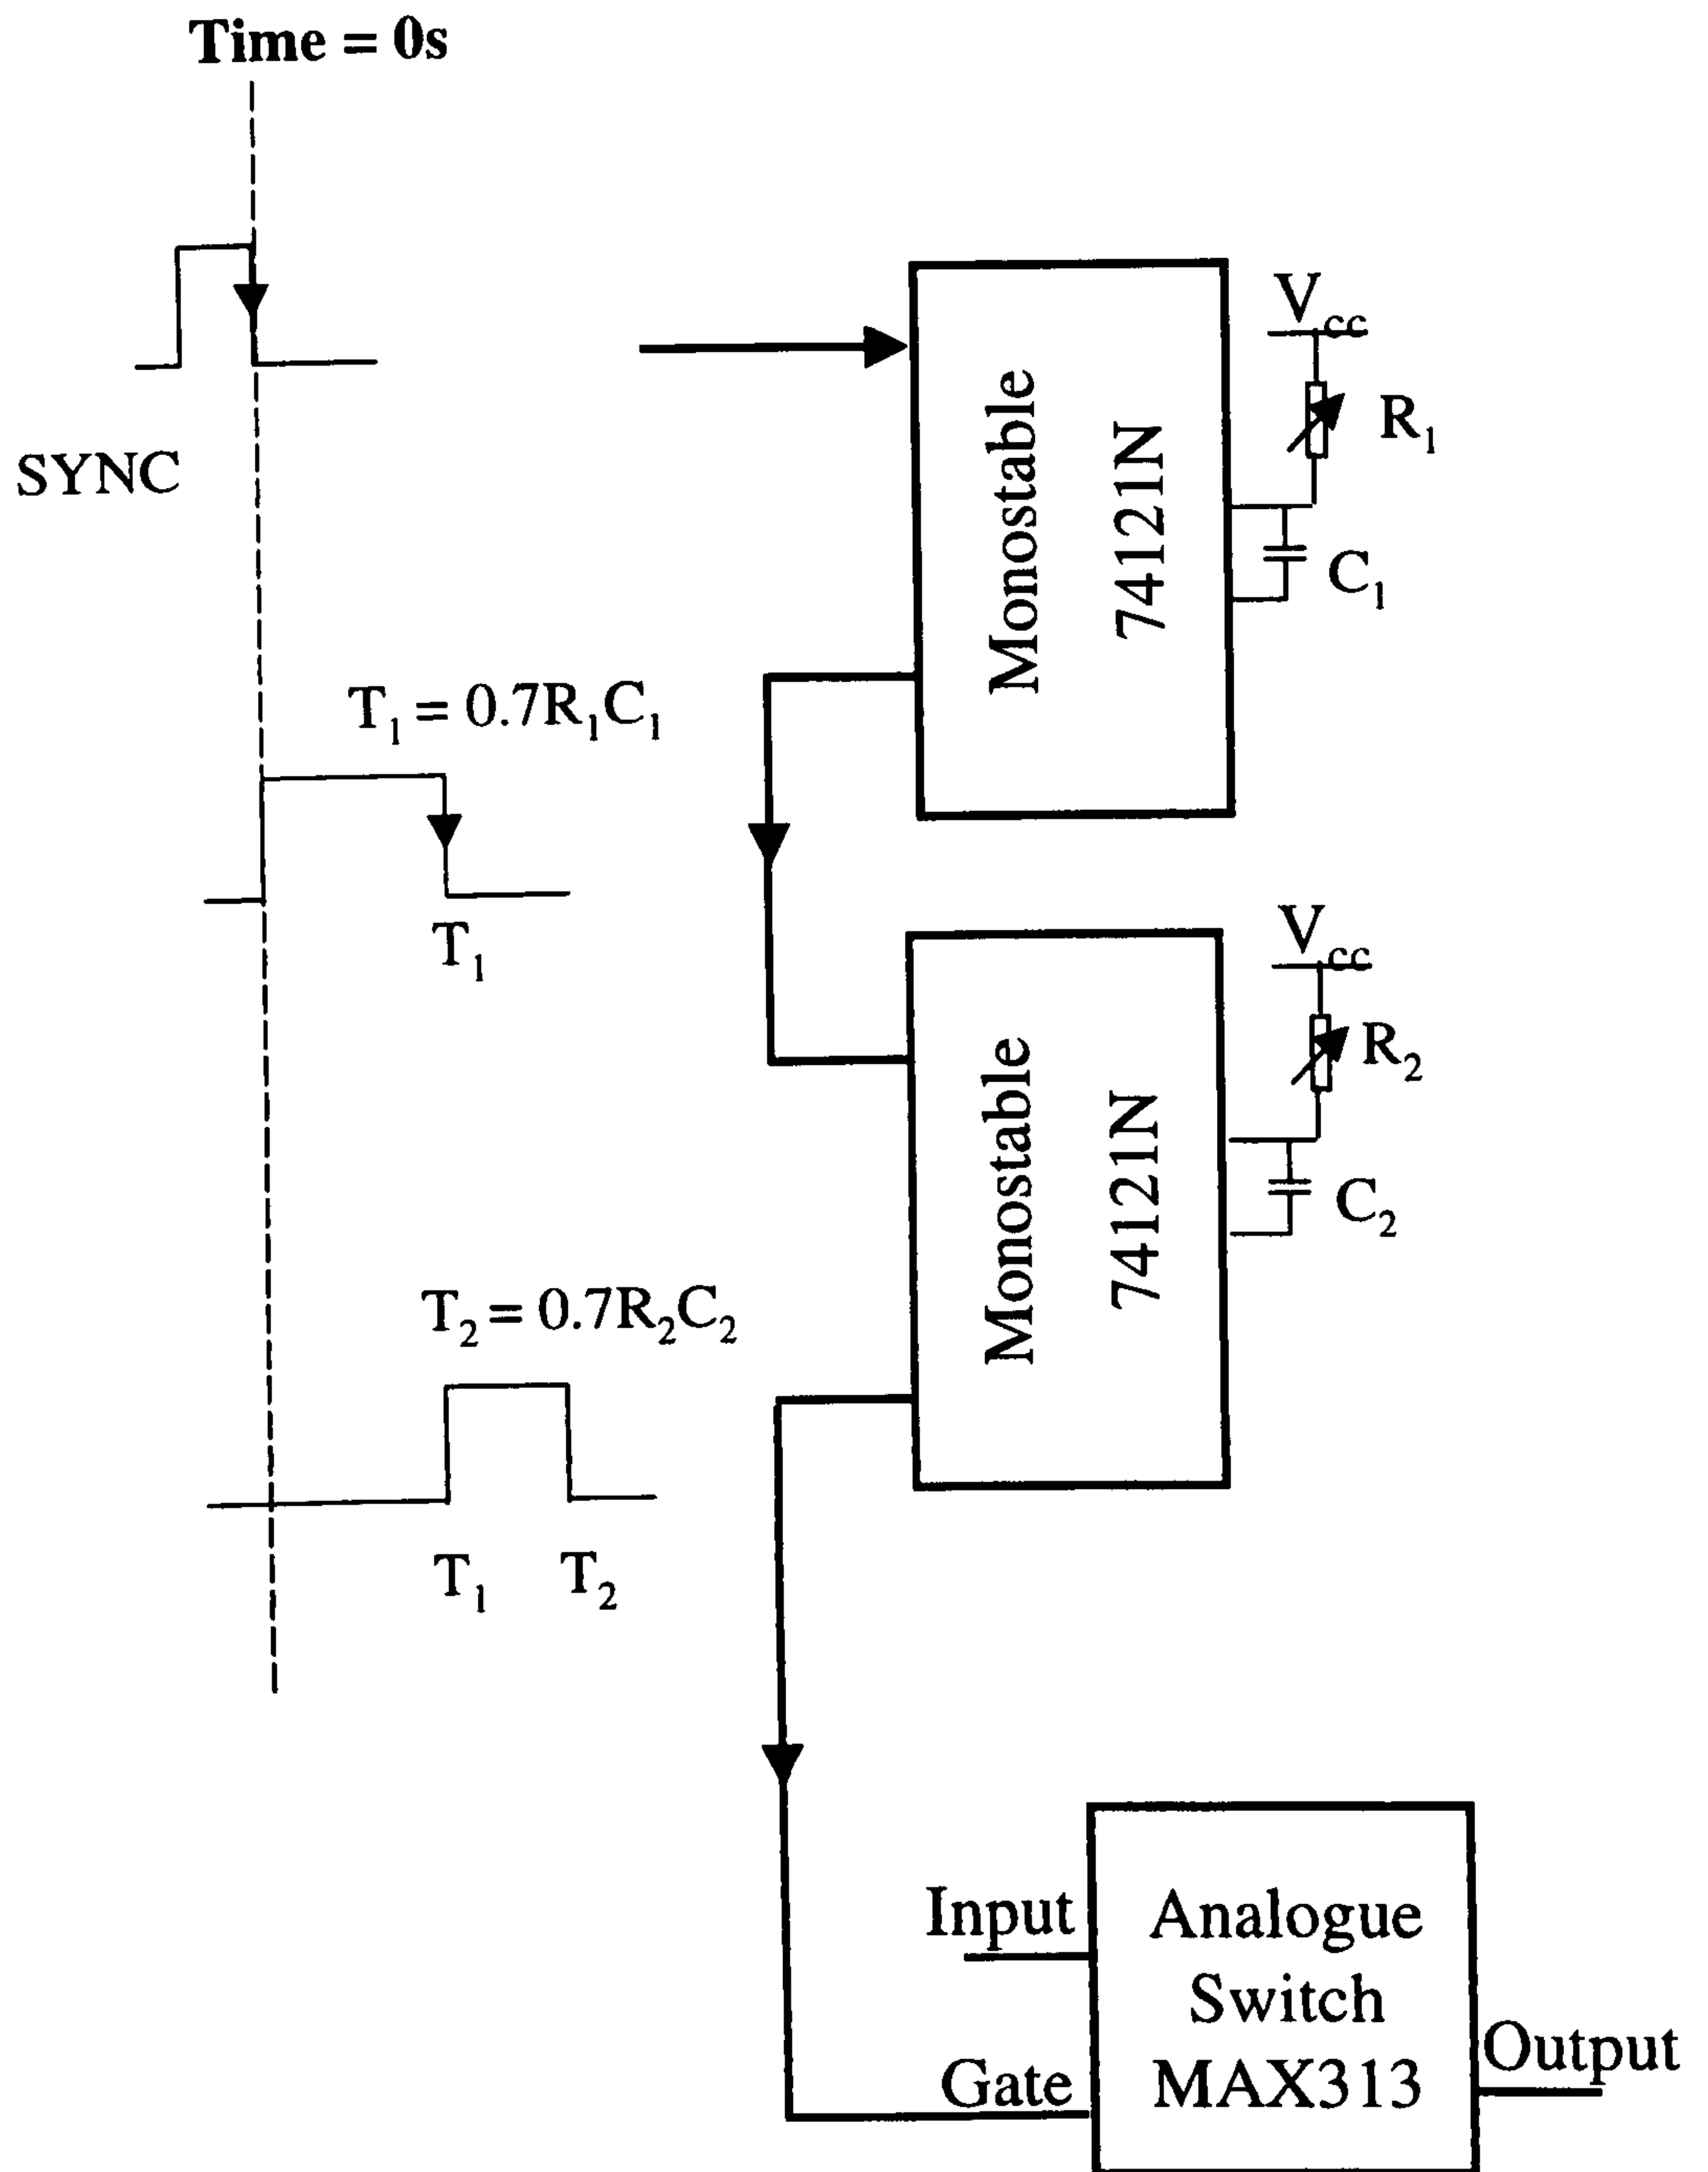 Time = 0s
SYNC
Monostable
74121N
Vcc
R1
C1
T1 = 0.7R1C1
T1
Monostable
74121N
Vcc
R2
C2
T2 = 0.7R2C2
T1
T2
Input
Gate
Analogue
Switch
MAX313
Output